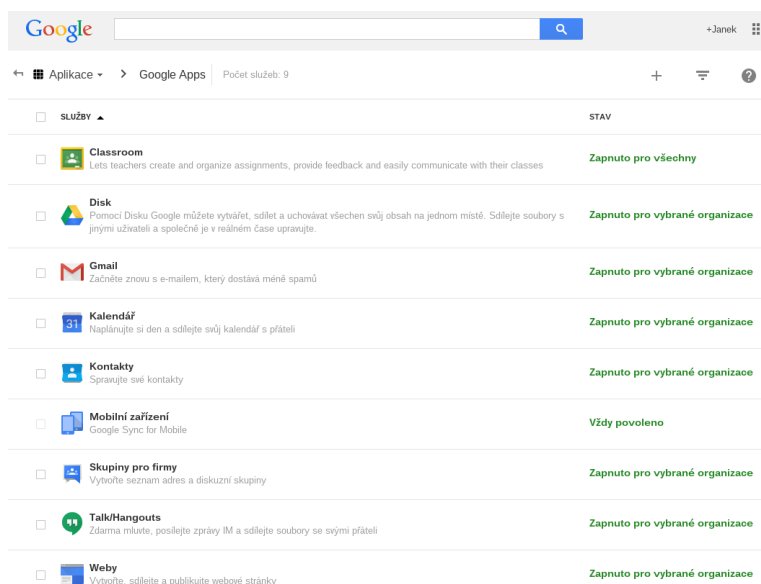 Google
+Janek
Aplikace
Google Apps
Počet služeb: 9
SLUŽBY
STAV
Classroom
Lets teachers create and organize assignments, provide feedback and easily communicate with their classes
Zapnuto pro všechny
Disk
Pomocí Disku Google můžete vytvářet, sdílet a uchovávat všechen svůj obsah na jednom místě. Sdílejte soubory s
jinými uživateli a společně je v reálném čase upravujte.
Zapnuto pro vybrané organizace
Gmail
Začněte znovu s e-mailem, který dostává méně spamů
Zapnuto pro vybrané organizace
31
Kalendář
Naplánujte si den a sdílejte svůj kalendář s přáteli
Zapnuto pro vybrané organizace
Kontakty
Spravujte své kontakty
Zapnuto pro vybrané organizace
Mobilní zařízení
Google Sync for Mobile
Vždy povoleno
Skupiny pro firmy
Vytvořte seznam adres a diskuzní skupiny
Zapnuto pro vybrané organizace
Talk/Hangouts
Zdarma mluvte, posílejte zprávy IM a sdílejte soubory se svými přáteli
Zapnuto pro vybrané organizace
Weby
Vytvořte, sdílejte a publikujte webové stránky
Zapnuto pro vybrané organizace